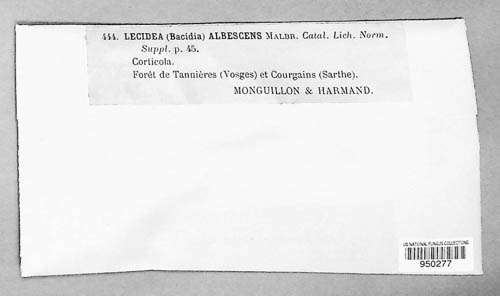 444. LECIDEA (Bacidia) ALBESCENS MALBR. Catal. Lich. Norm.
Suppl. p. 45.
Corticola.
Forêt de Tannières (Vosges) et Courgains (Sarthe).
MONGUILLON & HARMAND.
US NATIONAL FUNGUS COLLECTIONS
950277